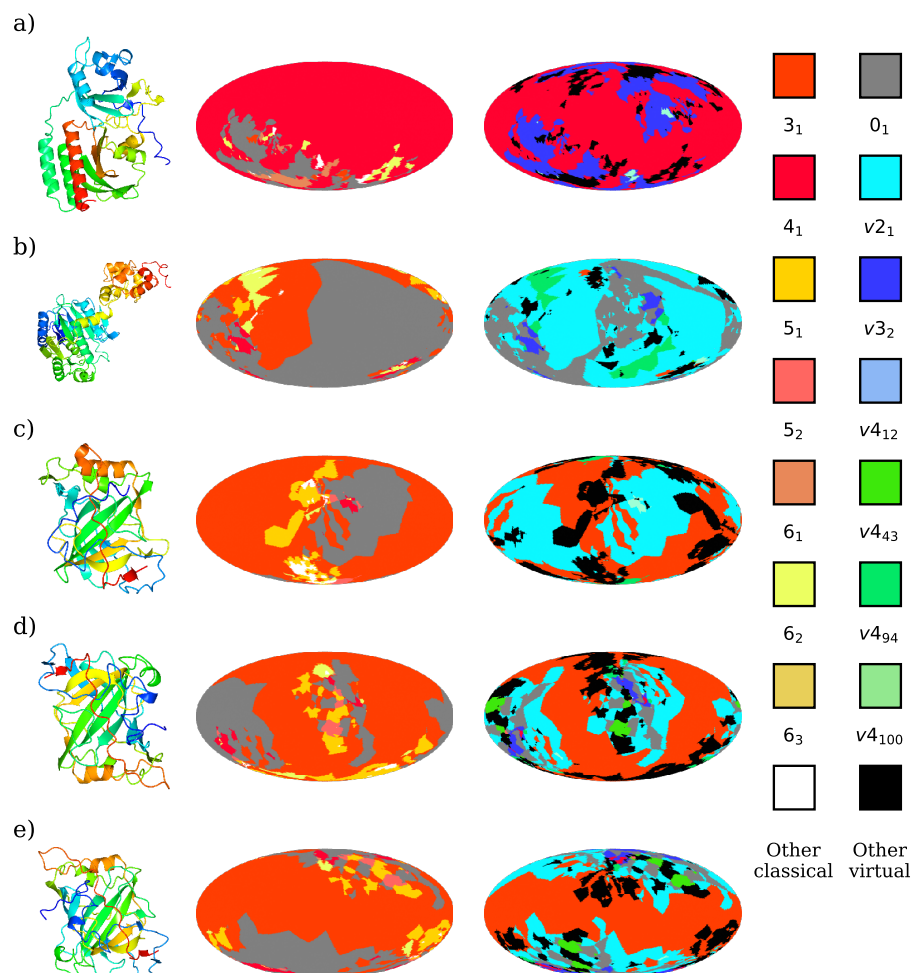 a)
b)
c)
d)
e)
3₁ 0₁
4₁ v2₁
5₁ v3₂
5₂ v4₁₂
6₁ v4₄₃
6₂ v4₉₄
6₃ v4₁₀₀
Other Other
classical virtual